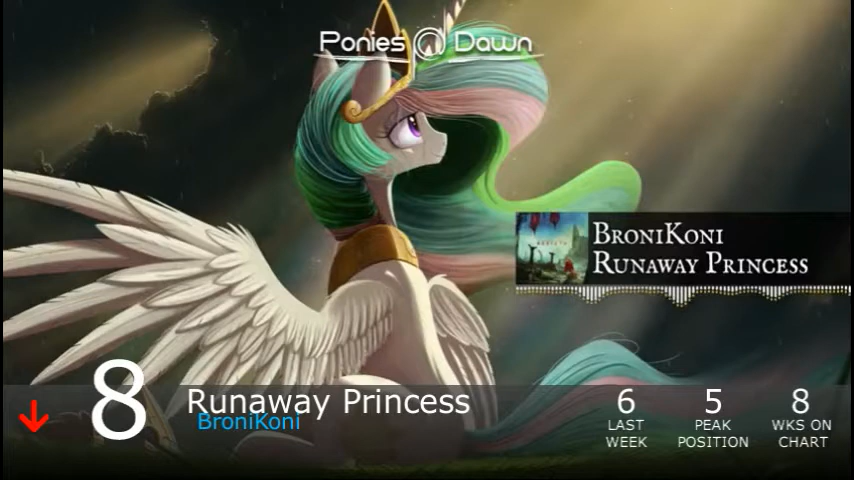 Ponies @ Dawn
BroniKoni
Runaway Princess
8
Runaway Princess
BroniKoni
6
LAST
WEEK
5
PEAK
POSITION
8
WKS ON
CHART